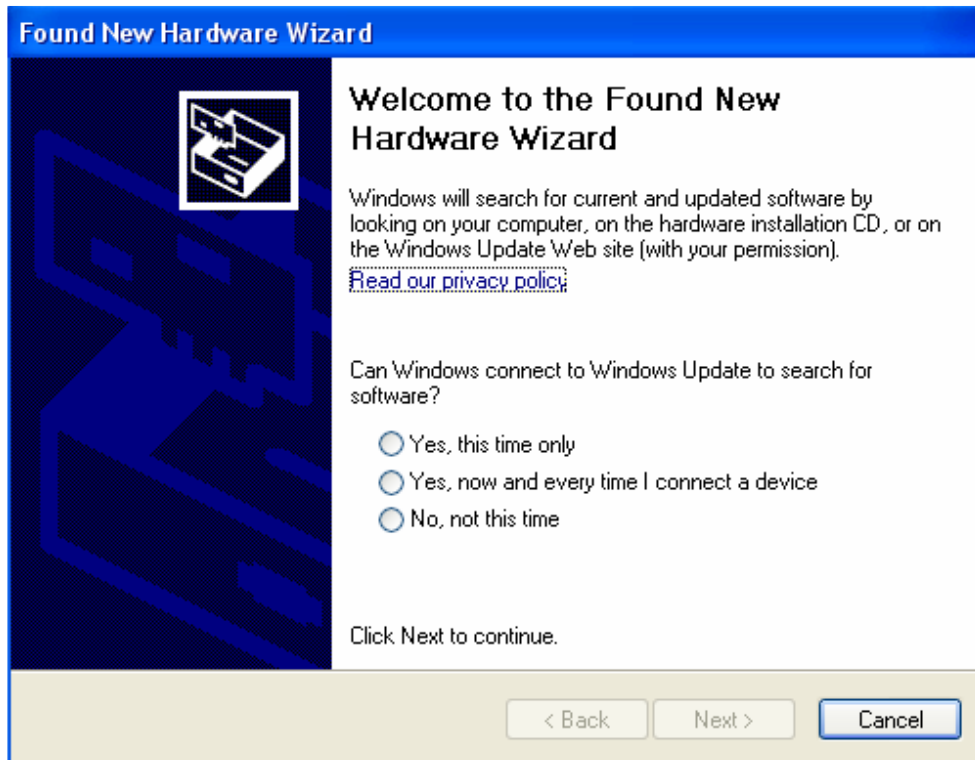 Found New Hardware Wizard
Welcome to the Found New
Hardware Wizard
Windows will search for current and updated software by
looking on your computer, on the hardware installation CD, or on
the Windows Update Web site (with your permission).
Read our privacy policy
Can Windows connect to Windows Update to search for
software?
Yes, this time only
Yes, now and every time I connect a device
No, not this time
Click Next to continue.
< Back
Next >
Cancel